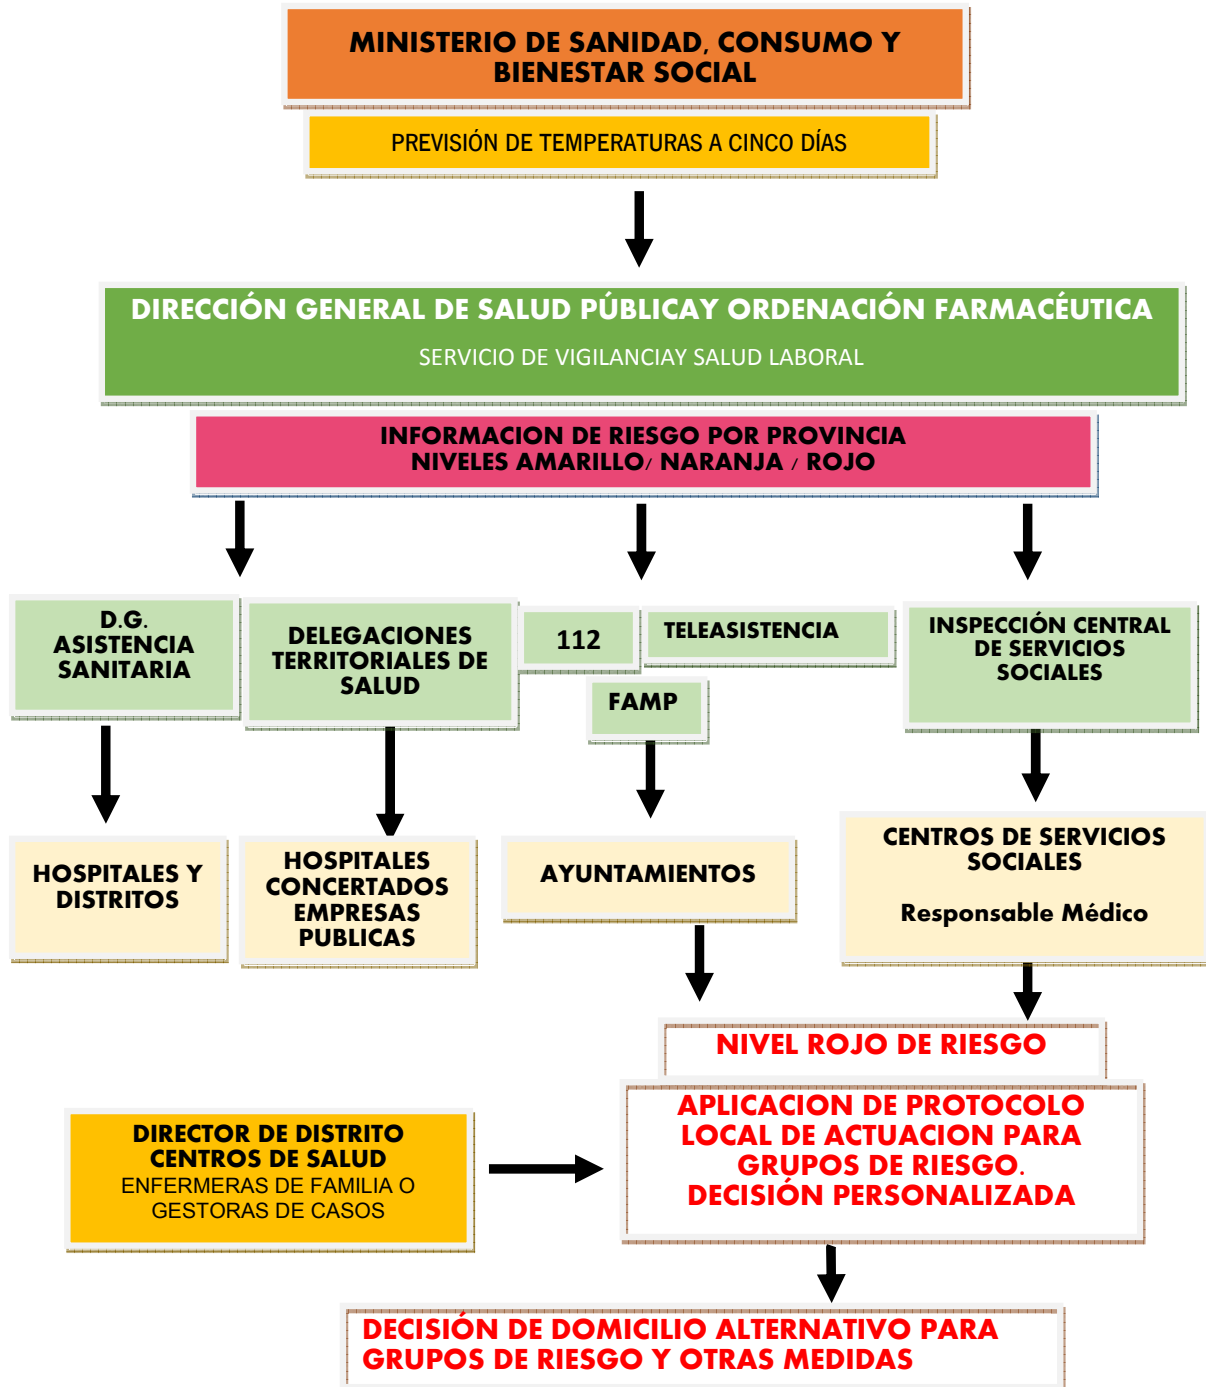 MINISTERIO DE SANIDAD, CONSUMO Y
BIENESTAR SOCIAL
PREVISIÓN DE TEMPERATURAS A CINCO DÍAS
DIRECCIÓN GENERAL DE SALUD PÚBLICAY ORDENACIÓN FARMACÉUTICA
SERVICIO DE VIGILANCIAY SALUD LABORAL
INFORMACION DE RIESGO POR PROVINCIA
NIVELES AMARILLO/ NARANJA / ROJO
D.G.
ASISTENCIA
SANITARIA
DELEGACIONES
TERRITORIALES DE
SALUD
112
TELEASISTENCIA
FAMP
INSPECCIÓN CENTRAL
DE SERVICIOS
SOCIALES
HOSPITALES Y
DISTRITOS
HOSPITALES
CONCERTADOS
EMPRESAS
PUBLICAS
AYUNTAMIENTOS
CENTROS DE SERVICIOS
SOCIALES
Responsable Médico
NIVEL ROJO DE RIESGO
APLICACION DE PROTOCOLO
LOCAL DE ACTUACION PARA
GRUPOS DE RIESGO.
DECISIÓN PERSONALIZADA
DIRECTOR DE DISTRITO
CENTROS DE SALUD
ENFERMERAS DE FAMILIA O
GESTORAS DE CASOS
DECISIÓN DE DOMICILIO ALTERNATIVO PARA
GRUPOS DE RIESGO Y OTRAS MEDIDAS